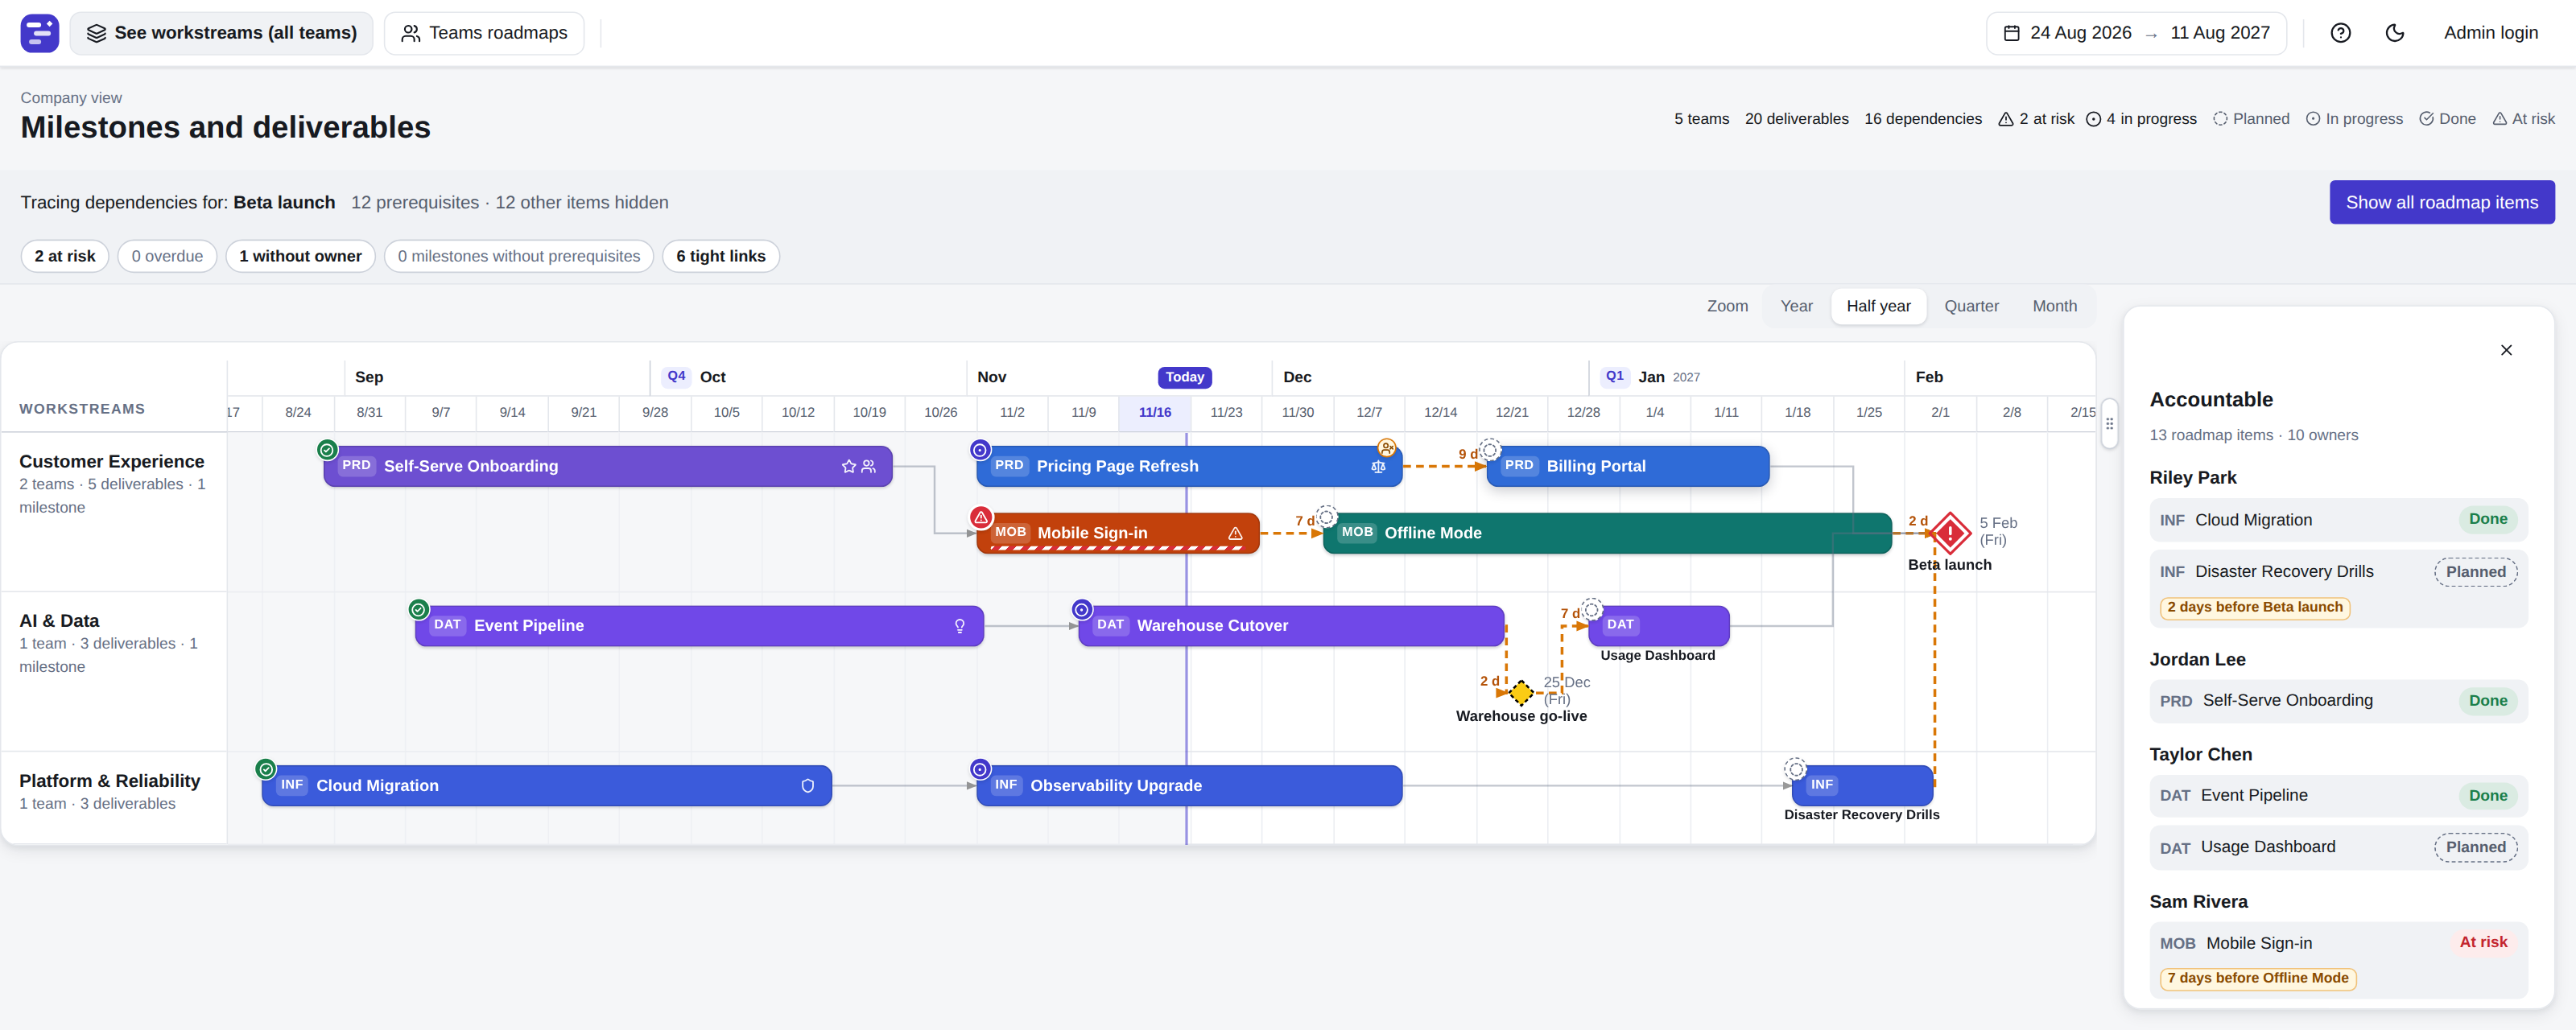 See workstreams (all teams)
Teams roadmaps
24 Aug 2026 → 11 Aug 2027
Admin login
Company view
Milestones and deliverables
5 teams 20 deliverables 16 dependencies 2 at risk 4 in progress Planned In progress Done At risk
Tracing dependencies for: Beta launch 12 prerequisites · 12 other items hidden
Show all roadmap items
2 at risk 0 overdue 1 without owner 0 milestones without prerequisites 6 tight links
Zoom Year Half year Quarter Month
WORKSTREAMS
Sep Q4 Oct Nov Today Dec Q1 Jan 2027 Feb
17 8/24 8/31 9/7 9/14 9/21 9/28 10/5 10/12 10/19 10/26 11/2 11/9 11/16 11/23 11/30 12/7 12/14 12/21 12/28 1/4 1/11 1/18 1/25 2/1 2/8 2/15
Customer Experience
2 teams · 5 deliverables · 1
milestone
PRD Self-Serve Onboarding
PRD Pricing Page Refresh
9 d
PRD Billing Portal
MOB Mobile Sign-in
7 d
MOB Offline Mode
2 d
5 Feb
(Fri)
Beta launch
AI & Data
1 team · 3 deliverables · 1
milestone
DAT Event Pipeline
DAT Warehouse Cutover
7 d
DAT
Usage Dashboard
2 d
25 Dec
(Fri)
Warehouse go-live
Platform & Reliability
1 team · 3 deliverables
INF Cloud Migration
INF Observability Upgrade
INF
Disaster Recovery Drills
Accountable
13 roadmap items · 10 owners
Riley Park
INF Cloud Migration Done
INF Disaster Recovery Drills Planned
2 days before Beta launch
Jordan Lee
PRD Self-Serve Onboarding Done
Taylor Chen
DAT Event Pipeline Done
DAT Usage Dashboard Planned
Sam Rivera
MOB Mobile Sign-in At risk
7 days before Offline Mode